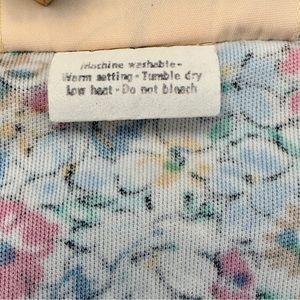 Machine washable -
Warm setting - Tumble dry
Low heat - Do not bleach